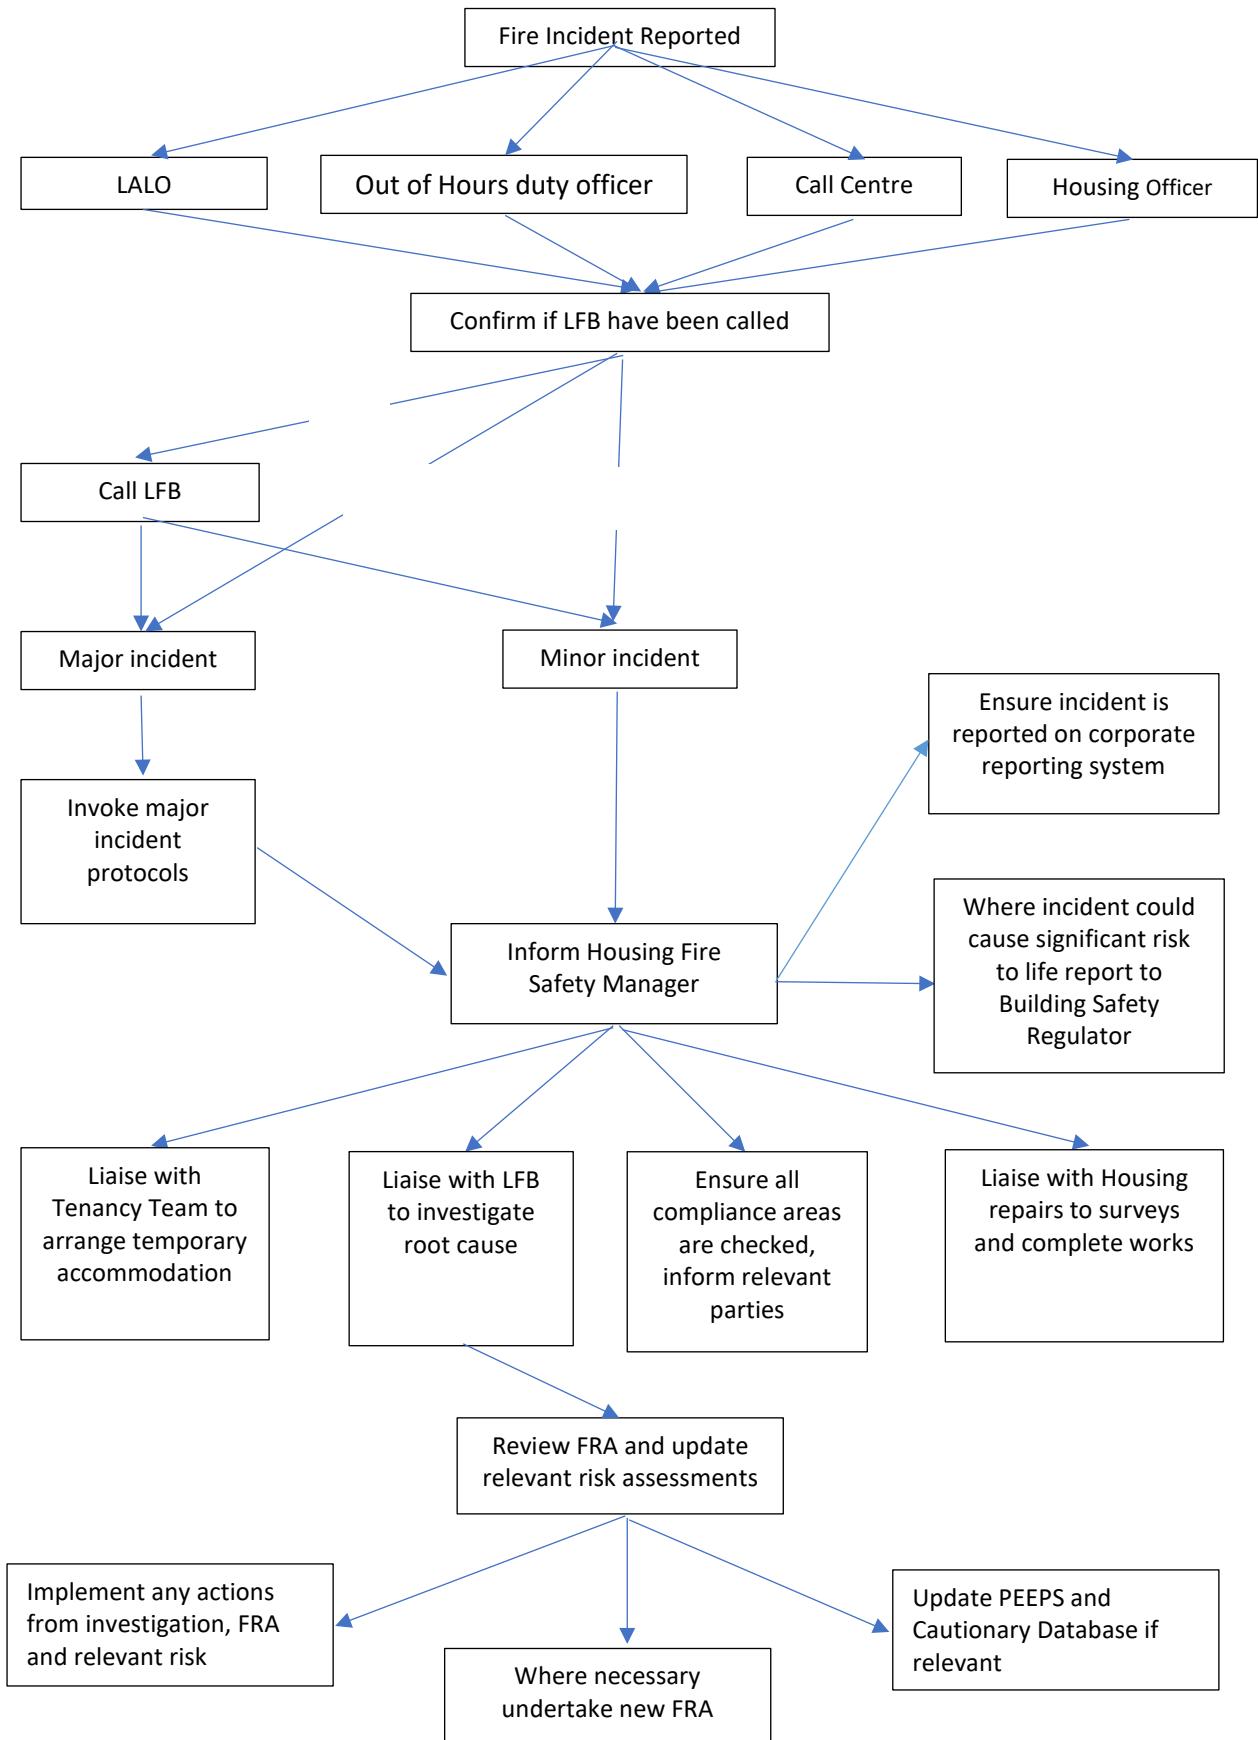 Fire Incident Reported
LALO
Out of Hours duty officer
Call Centre
Housing Officer
Confirm if LFB have been called
Call LFB
Major incident
Minor incident
Ensure incident is
reported on corporate
reporting system
Invoke major
incident
protocols
Where incident could
cause significant risk
to life report to
Building Safety
Regulator
Inform Housing Fire
Safety Manager
Liaise with
Tenancy Team to
arrange temporary
accommodation
Liaise with LFB
to investigate
root cause
Ensure all
compliance areas
are checked,
inform relevant
parties
Liaise with Housing
repairs to surveys
and complete works
Review FRA and update
relevant risk assessments
Implement any actions
from investigation, FRA
and relevant risk
Where necessary
undertake new FRA
Update PEEPS and
Cautionary Database if
relevant